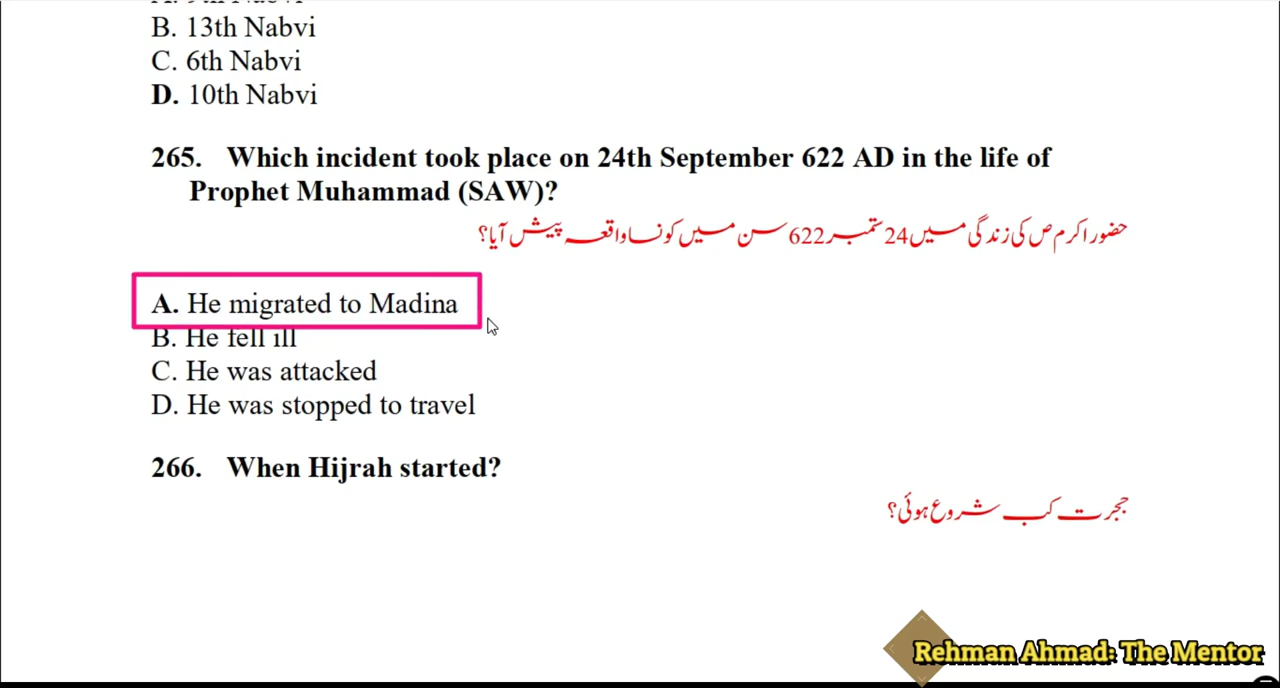 B. 13th Nabvi
C. 6th Nabvi
D. 10th Nabvi
265. Which incident took place on 24th September 622 AD in the life of
Prophet Muhammad (SAW)?
حضور اکرم ص کی زندگی میں 24 ستمبر 622 سن میں کونسا واقعہ پیش آیا؟
A. He migrated to Madina
B. He fell ill
C. He was attacked
D. He was stopped to travel
266. When Hijrah started?
ہجرت کب شروع ہوئی؟
Rehman Ahmad: The Mentor